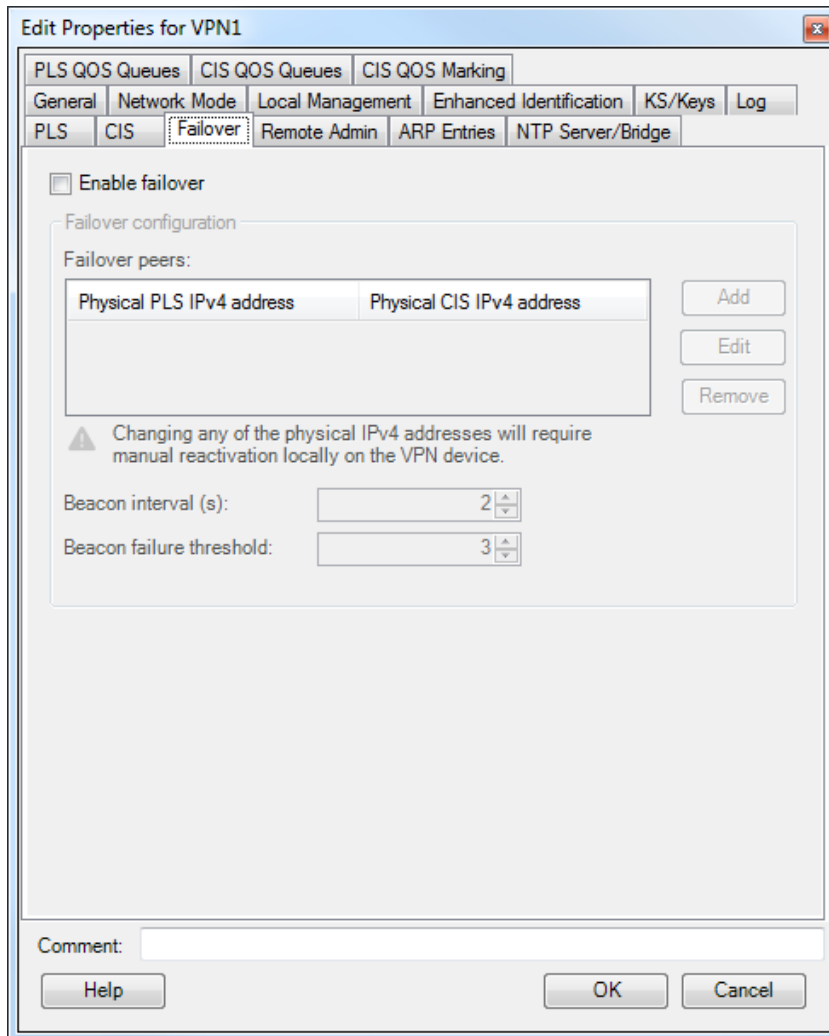 Edit Properties for VPN1
PLS QOS Queues CIS QOS Queues CIS QOS Marking
General Network Mode Local Management Enhanced Identification KS/Keys Log
PLS CIS Failover Remote Admin ARP Entries NTP Server/Bridge
Enable failover
Failover configuration
Failover peers:
Physical PLS IPv4 address Physical CIS IPv4 address
Add
Edit
Remove
Changing any of the physical IPv4 addresses will require
manual reactivation locally on the VPN device.
Beacon interval (s): 2
Beacon failure threshold: 3
Comment:
Help OK Cancel